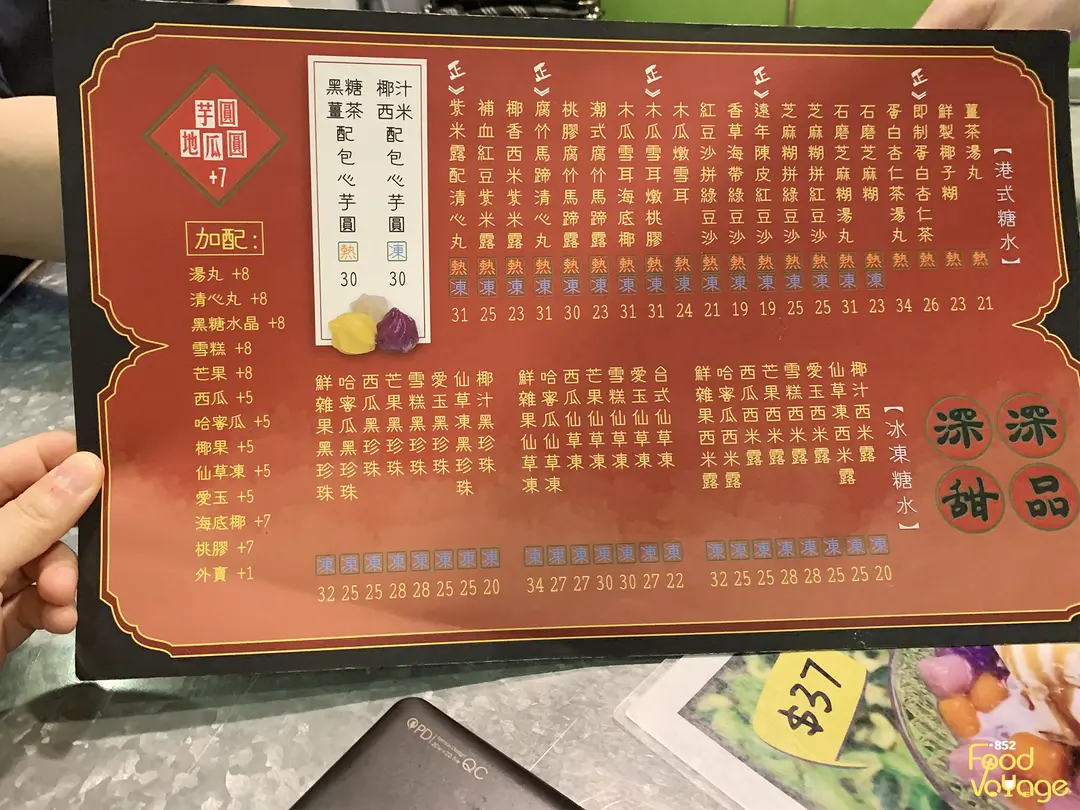 深深
甜品
【港式糖水】
薑茶湯丸 熱 21
鮮製椰子糊 熱 23
正》即制蛋白杏仁茶 熱 26
蛋白杏仁茶湯丸 熱 34
石磨芝麻糊 熱 凍 23
石磨芝麻糊湯丸 熱 凍 31
芝麻糊拼紅豆沙 熱 凍 25
芝麻糊拼綠豆沙 熱 凍 25
正》遠年陳皮紅豆沙 熱 凍 19
香草海帶綠豆沙 熱 凍 19
紅豆沙拼綠豆沙 熱 凍 21
木瓜燉雪耳 熱 凍 24
正》木瓜雪耳燉桃膠 熱 凍 31
木瓜雪耳海底椰 熱 凍 31
潮式腐竹馬蹄露 熱 凍 23
桃膠腐竹馬蹄露 熱 凍 30
正》腐竹馬蹄清心丸 熱 凍 31
椰香西米紫米露 熱 凍 23
補血紅豆紫米露 熱 凍 25
正》紫米露配清心丸 熱 凍 31
椰汁西米配包心芋圓 凍 30
黑糖薑茶配包心芋圓 熱 30
【冰凍糖水】
椰汁西米露 凍 20
仙草凍西米露 凍 25
愛玉西米露 凍 25
雪糕西米露 凍 28
芒果西米露 凍 28
西瓜西米露 凍 25
哈密瓜西米露 凍 25
鮮雜果西米露 凍 32
台式仙草凍 凍 22
愛玉仙草凍 凍 27
雪糕仙草凍 凍 30
芒果仙草凍 凍 30
西瓜仙草凍 凍 27
哈密瓜仙草凍 凍 27
鮮雜果仙草凍 凍 34
椰汁黑珍珠 凍 20
仙草凍黑珍珠 凍 25
愛玉黑珍珠 凍 25
雪糕黑珍珠 凍 28
芒果黑珍珠 凍 28
西瓜黑珍珠 凍 25
哈密瓜黑珍珠 凍 25
鮮雜果黑珍珠 凍 32
芋圓
地瓜圓
+7
加配:
湯丸 +8
清心丸 +8
黑糖水晶 +8
雪糕 +8
芒果 +8
西瓜 +5
哈密瓜 +5
椰果 +5
仙草凍 +5
愛玉 +5
海底椰 +7
桃膠 +7
外賣 +1
$37
PD
QC
852
Food
Voyage